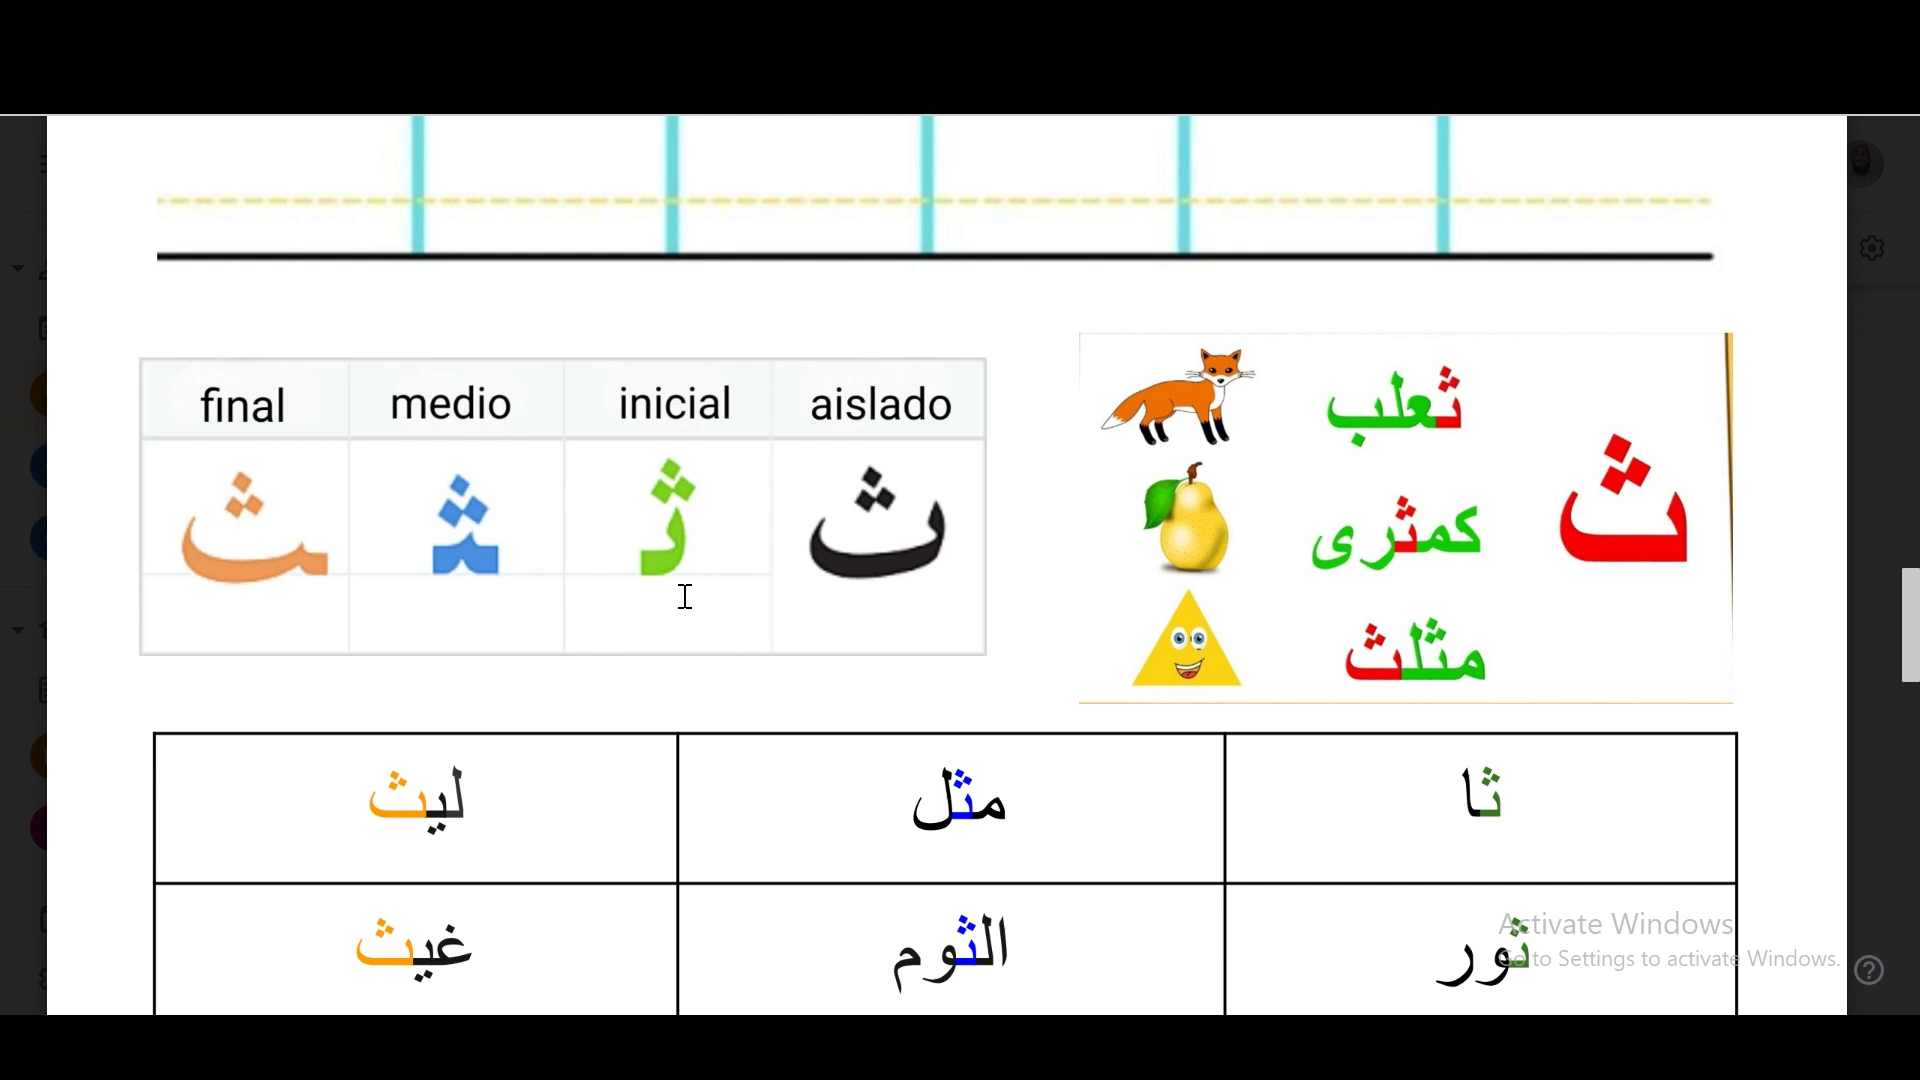 final medio inicial aislado
ـث ـثـ ثـ ث
ثعلب
كمثرى
ث
مثلث
ثا مثل ليث
ثور الثوم غيث
Activate Windows
Go to Settings to activate Windows.